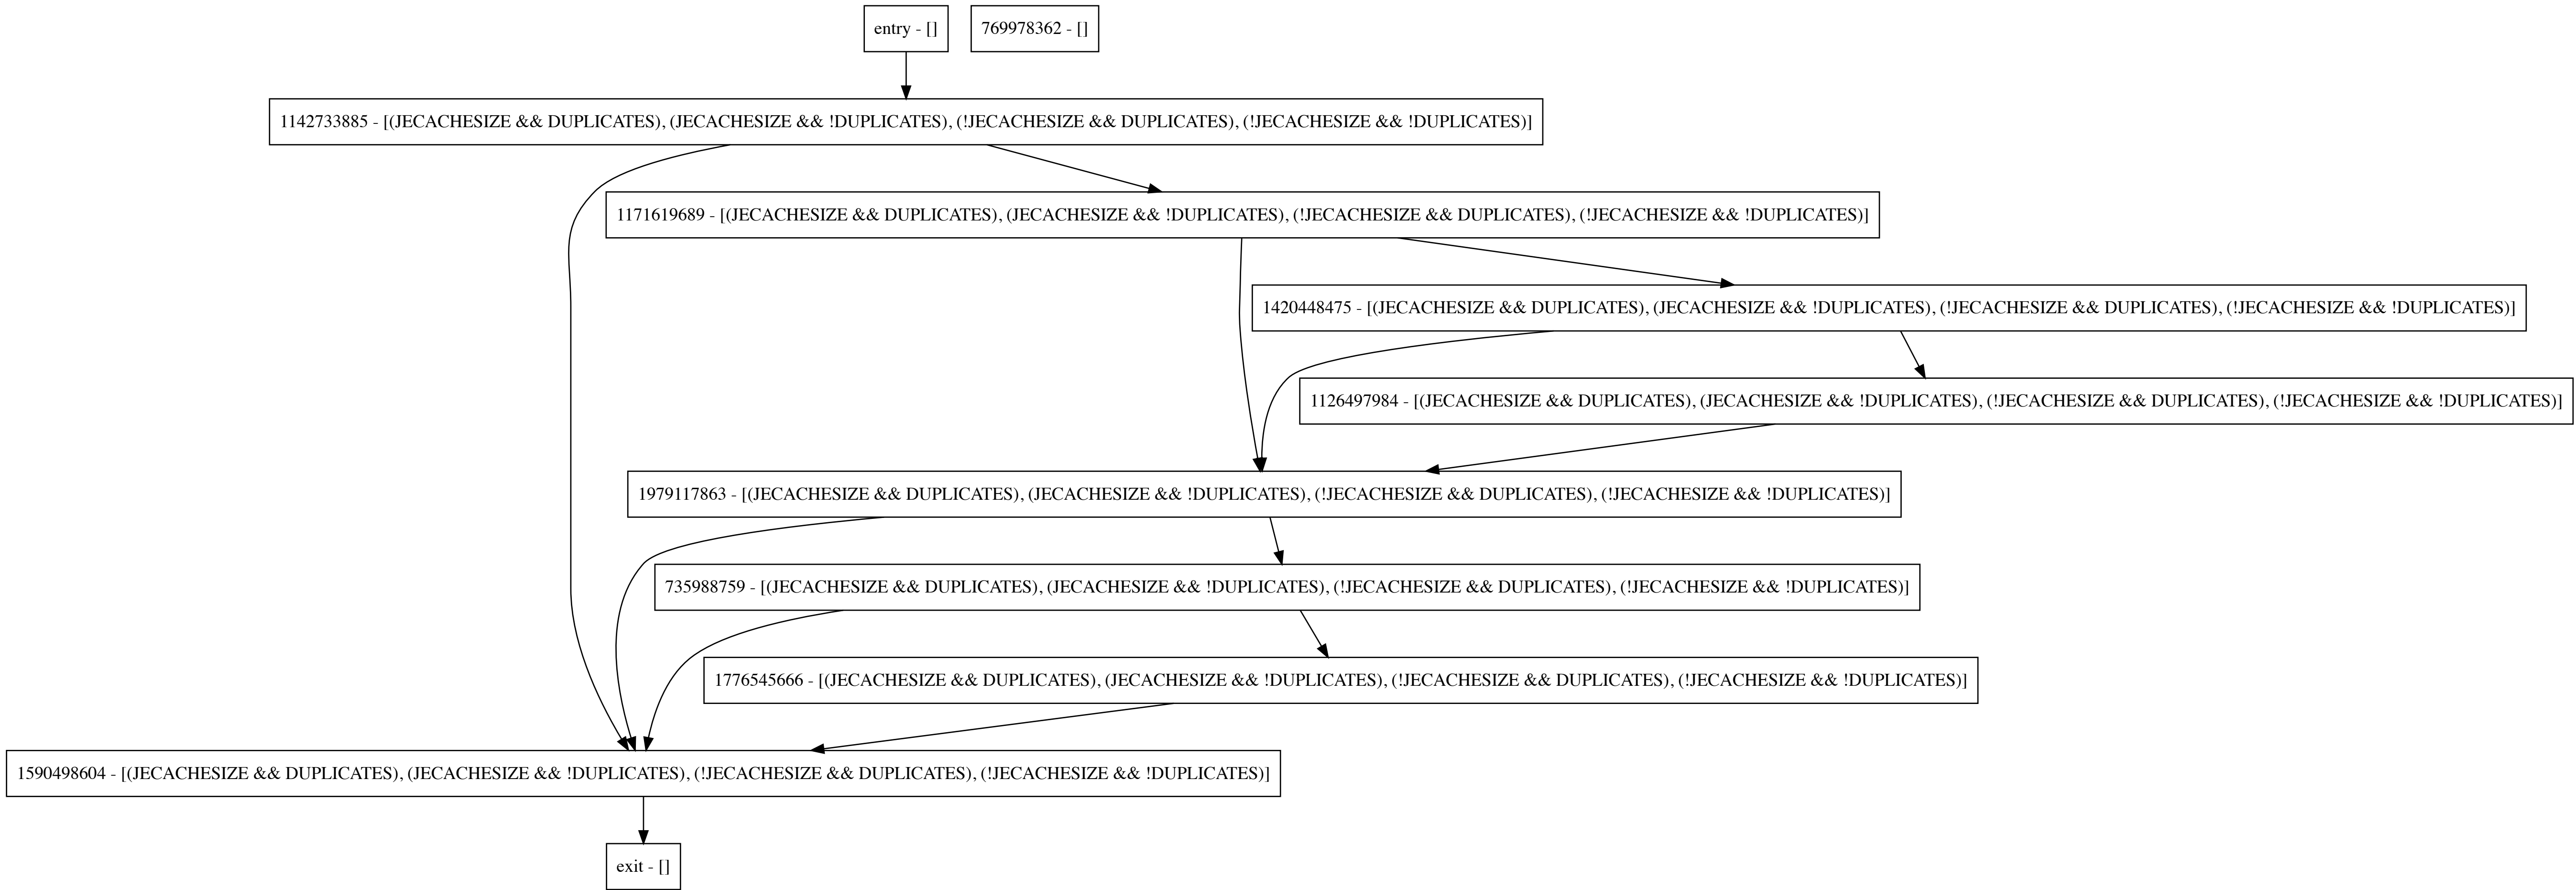 entry - []
769978362 - []
1142733885 - [(JECACHESIZE && DUPLICATES), (JECACHESIZE && !DUPLICATES), (!JECACHESIZE && DUPLICATES), (!JECACHESIZE && !DUPLICATES)]
1171619689 - [(JECACHESIZE && DUPLICATES), (JECACHESIZE && !DUPLICATES), (!JECACHESIZE && DUPLICATES), (!JECACHESIZE && !DUPLICATES)]
1420448475 - [(JECACHESIZE && DUPLICATES), (JECACHESIZE && !DUPLICATES), (!JECACHESIZE && DUPLICATES), (!JECACHESIZE && !DUPLICATES)]
1126497984 - [(JECACHESIZE && DUPLICATES), (JECACHESIZE && !DUPLICATES), (!JECACHESIZE && DUPLICATES), (!JECACHESIZE && !DUPLICATES)]
1979117863 - [(JECACHESIZE && DUPLICATES), (JECACHESIZE && !DUPLICATES), (!JECACHESIZE && DUPLICATES), (!JECACHESIZE && !DUPLICATES)]
735988759 - [(JECACHESIZE && DUPLICATES), (JECACHESIZE && !DUPLICATES), (!JECACHESIZE && DUPLICATES), (!JECACHESIZE && !DUPLICATES)]
1776545666 - [(JECACHESIZE && DUPLICATES), (JECACHESIZE && !DUPLICATES), (!JECACHESIZE && DUPLICATES), (!JECACHESIZE && !DUPLICATES)]
1590498604 - [(JECACHESIZE && DUPLICATES), (JECACHESIZE && !DUPLICATES), (!JECACHESIZE && DUPLICATES), (!JECACHESIZE && !DUPLICATES)]
exit - []